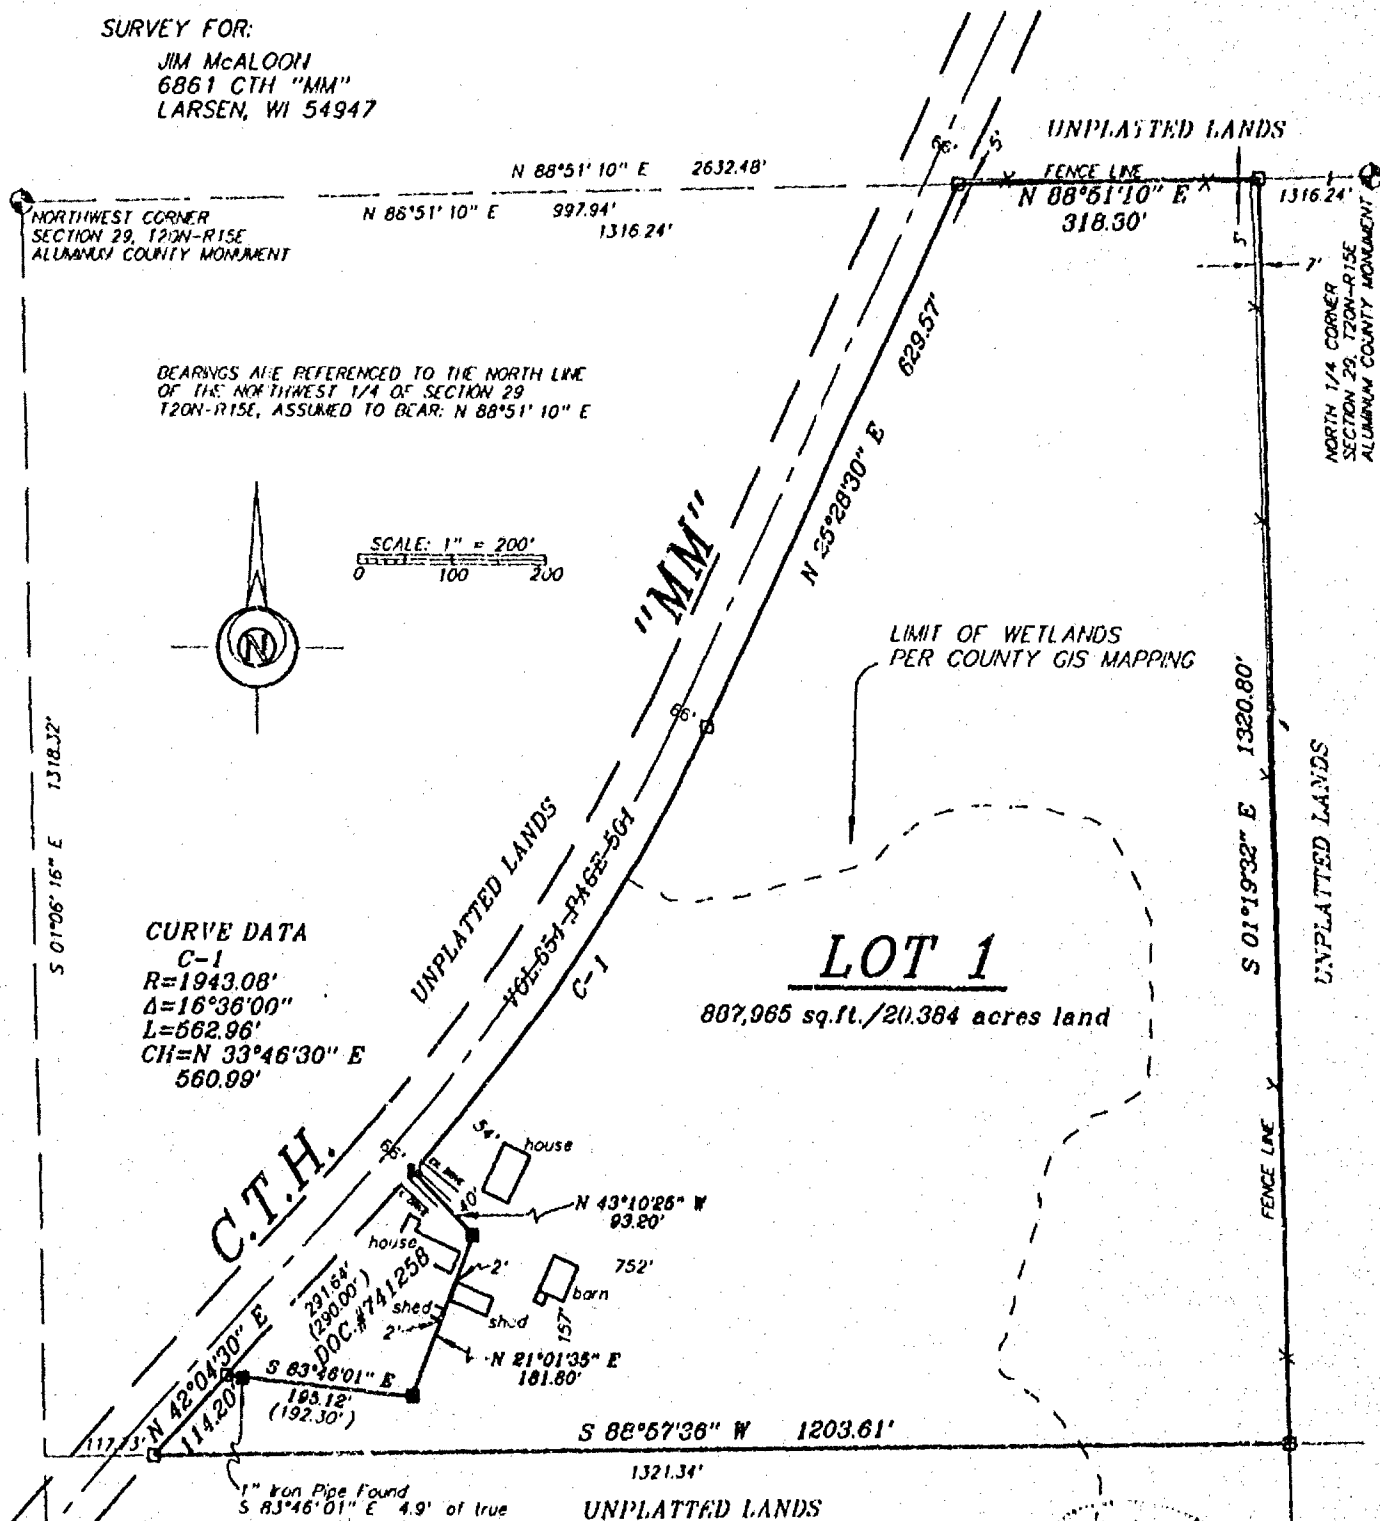 SURVEY FOR:
JIM McALOON
6861 CTH "MM"
LARSEN, WI 54947
UNPLATTED LANDS
N 88°51'10" E 2632.48'
66'
5'
FENCE LINE
N 88°51'10" E
318.30'
1316.24'
N 86°51'10" E 997.94'
1316.24'
NORTHWEST CORNER
SECTION 29, T20N-R15E
ALUMINUM COUNTY MONUMENT
5'
7'
NORTH 1/4 CORNER
SECTION 29, T20N-R15E
ALUMINUM COUNTY MONUMENT
629.57'
N 25°28'30" E
BEARINGS ARE REFERENCED TO THE NORTH LINE
OF THE NORTHWEST 1/4 OF SECTION 29
T20N-R15E, ASSUMED TO BEAR: N 88°51'10" E
SCALE: 1" = 200'
0 100 200
N
"MM"
LIMIT OF WETLANDS
PER COUNTY GIS MAPPING
66'
S 01°06'16" E 1318.32'
S 01°19'32" E 1320.80'
UNPLATTED LANDS
UNPLATTED LANDS
VOL 654 PAGE 501
C-1
CURVE DATA
C-1
R=1943.08'
Δ=16°36'00"
L=562.96'
CH=N 33°46'30" E
560.99'
LOT 1
887,965 sq.ft./20.384 acres land
FENCE LINE
C.T.H.
66'
54'
house
40'
N 43°10'26" W
93.20'
house
2'
752'
barn
157'
shed
shed
2'
291.64'
(290.00')
DOC.#741258
N 21°01'35" E
181.80'
N 42°04'30" E
114.20'
S 83°46'01" E
195.12'
(192.30')
117.73'
S 88°57'36" W 1203.61'
1321.34'
1" Iron Pipe Found
S 83°46'01" E 4.9' of true
UNPLATTED LANDS